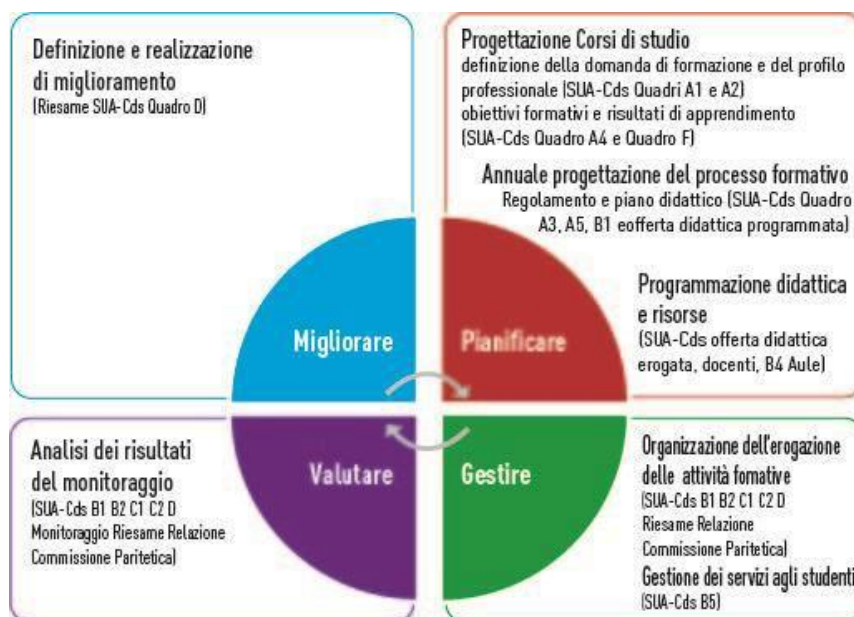 Definizione e realizzazione
di miglioramento
(Riesame SUA-Cds Quadro D)
Progettazione Corsi di studio
definizione della domanda di formazione e del profilo
professionale (SUA-Cds Quadri A1 e A2)
obiettivi formativi e risultati di apprendimento
(SUA-Cds Quadro A4 e Quadro F)
Annuale progettazione del processo formativo
Regolamento e piano didattico (SUA-Cds Quadro
A3, A5, B1 eofferta didattica programmata)
Programmazione didattica
e risorse
(SUA-Cds offerta didattica
erogata, docenti, B4 Aule)
Migliorare
Pianificare
Valutare
Gestire
Analisi dei risultati
del monitoraggio
(SUA-Cds B1 B2 C1 C2 D
Monitoraggio Riesame Relazione
Commissione Paritetica)
Organizzazione dell'erogazione
delle attività fomative
(SUA-Cds B1 B2 C1 C2 D
Riesame Relazione
Commissione Paritetica)
Gestione dei servizi agli studenti
(SUA-Cds B5)